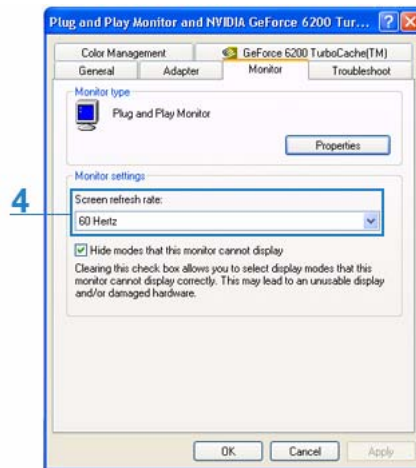 Plug and Play Monitor and NVIDIA GeForce 6200 Tur...
Color Management
GeForce 6200 TurboCache(TM)
General
Adapter
Monitor
Troubleshoot
Monitor type
Plug and Play Monitor
Properties
Monitor settings
4
Screen refresh rate:
60 Hertz
Hide modes that this monitor cannot display
Clearing this check box allows you to select display modes that this
monitor cannot display correctly. This may lead to an unusable display
and/or damaged hardware.
OK
Cancel
Apply